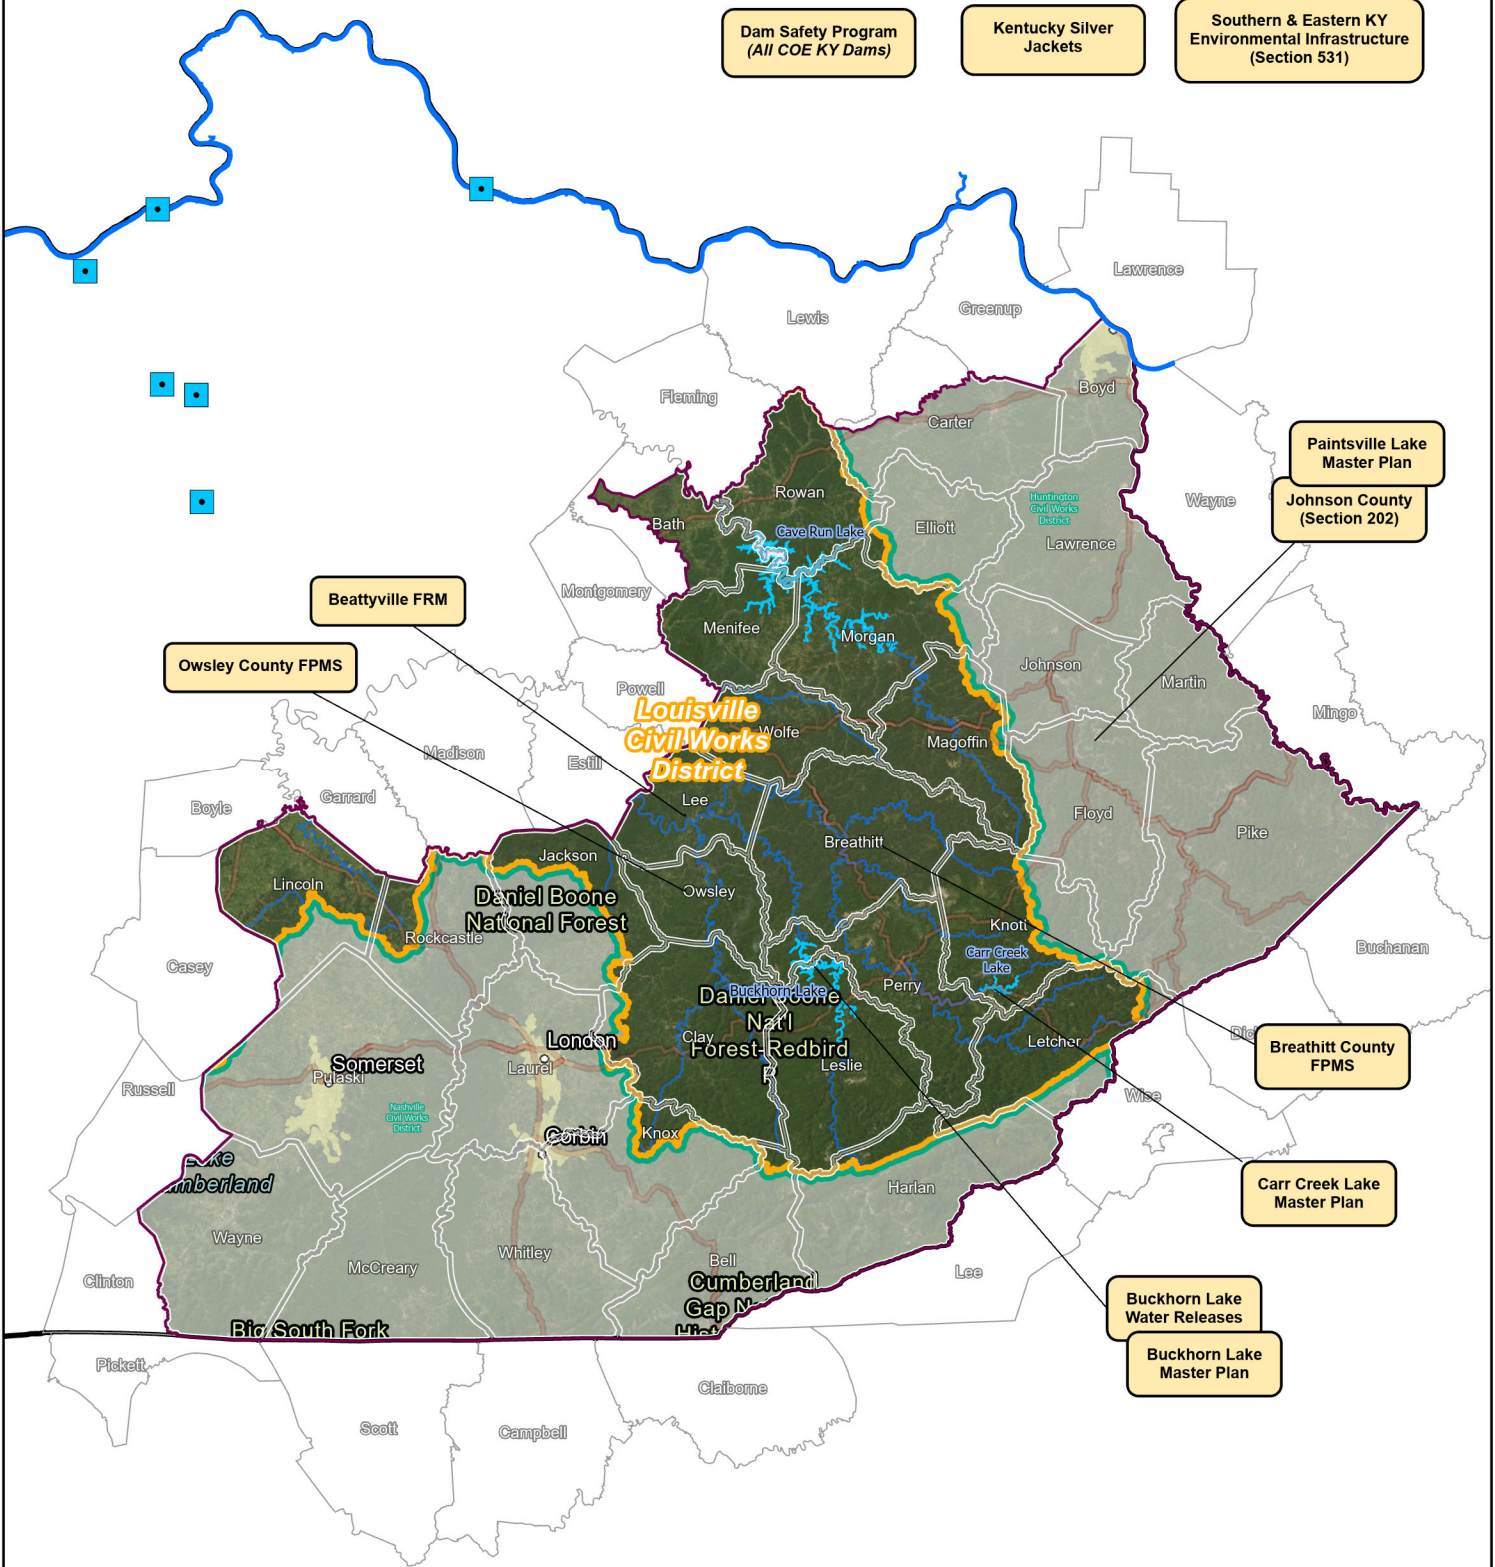 Dam Safety Program
(All COE KY Dams)
Kentucky Silver
Jackets
Southern & Eastern KY
Environmental Infrastructure
(Section 531)
Lawrence
Greenup
Lewis
Fleming
Boyd
Carter
Paintsville Lake
Master Plan
Johnson County
(Section 202)
Wayne
Rowan
Huntington
Civil Works
District
Bath
Elliott
Cave Run Lake
Lawrence
Montgomery
Beattyville FRM
Menifee
Morgan
Owsley County FPMS
Johnson
Martin
Powell
Mingo
Louisville
Civil Works
District
Wolfe
Magoffin
Madison
Estill
Garrard
Boyle
Lee
Floyd
Pike
Breathitt
Jackson
Lincoln
Owsley
Daniel Boone
National Forest
Knott
Rockcastle
Buchanan
Carr Creek
Lake
Casey
Perry
Buckhorn Lake
Daniel Boone
Nat'l
Forest-Redbird
Clay
Leslie
Letcher
Breathitt County
FPMS
London
Laurel
Somerset
Pulaski
Russell
Wise
Nashville
Civil Works
District
Corbin
Knox
Lake
mberland
Harlan
Carr Creek Lake
Master Plan
Wayne
Whitley
McCreary
Bell
Clinton
Lee
Cumberland
Gap N
Hist
Buckhorn Lake
Water Releases
Big South Fork
Buckhorn Lake
Master Plan
Pickett
Claiborne
Scott
Campbell